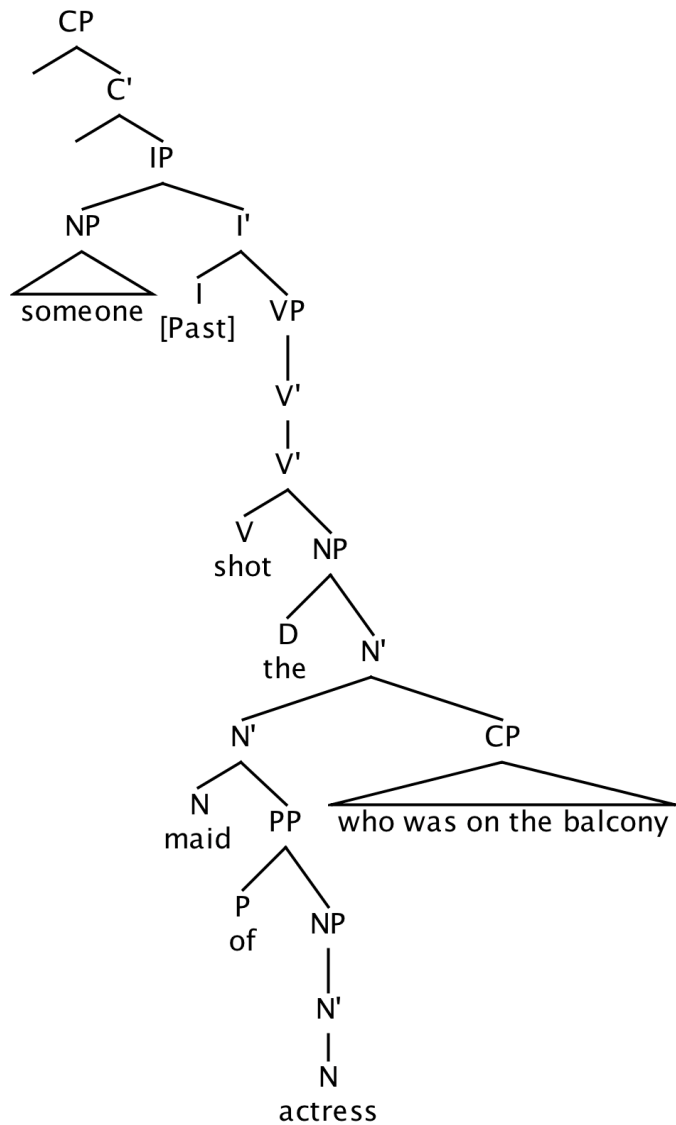 CP
C'
IP
NP I'
someone I VP
[Past]
V'
V'
V NP
shot
D N'
the
N' CP
N PP who was on the balcony
maid
P NP
of
N'
N
actress